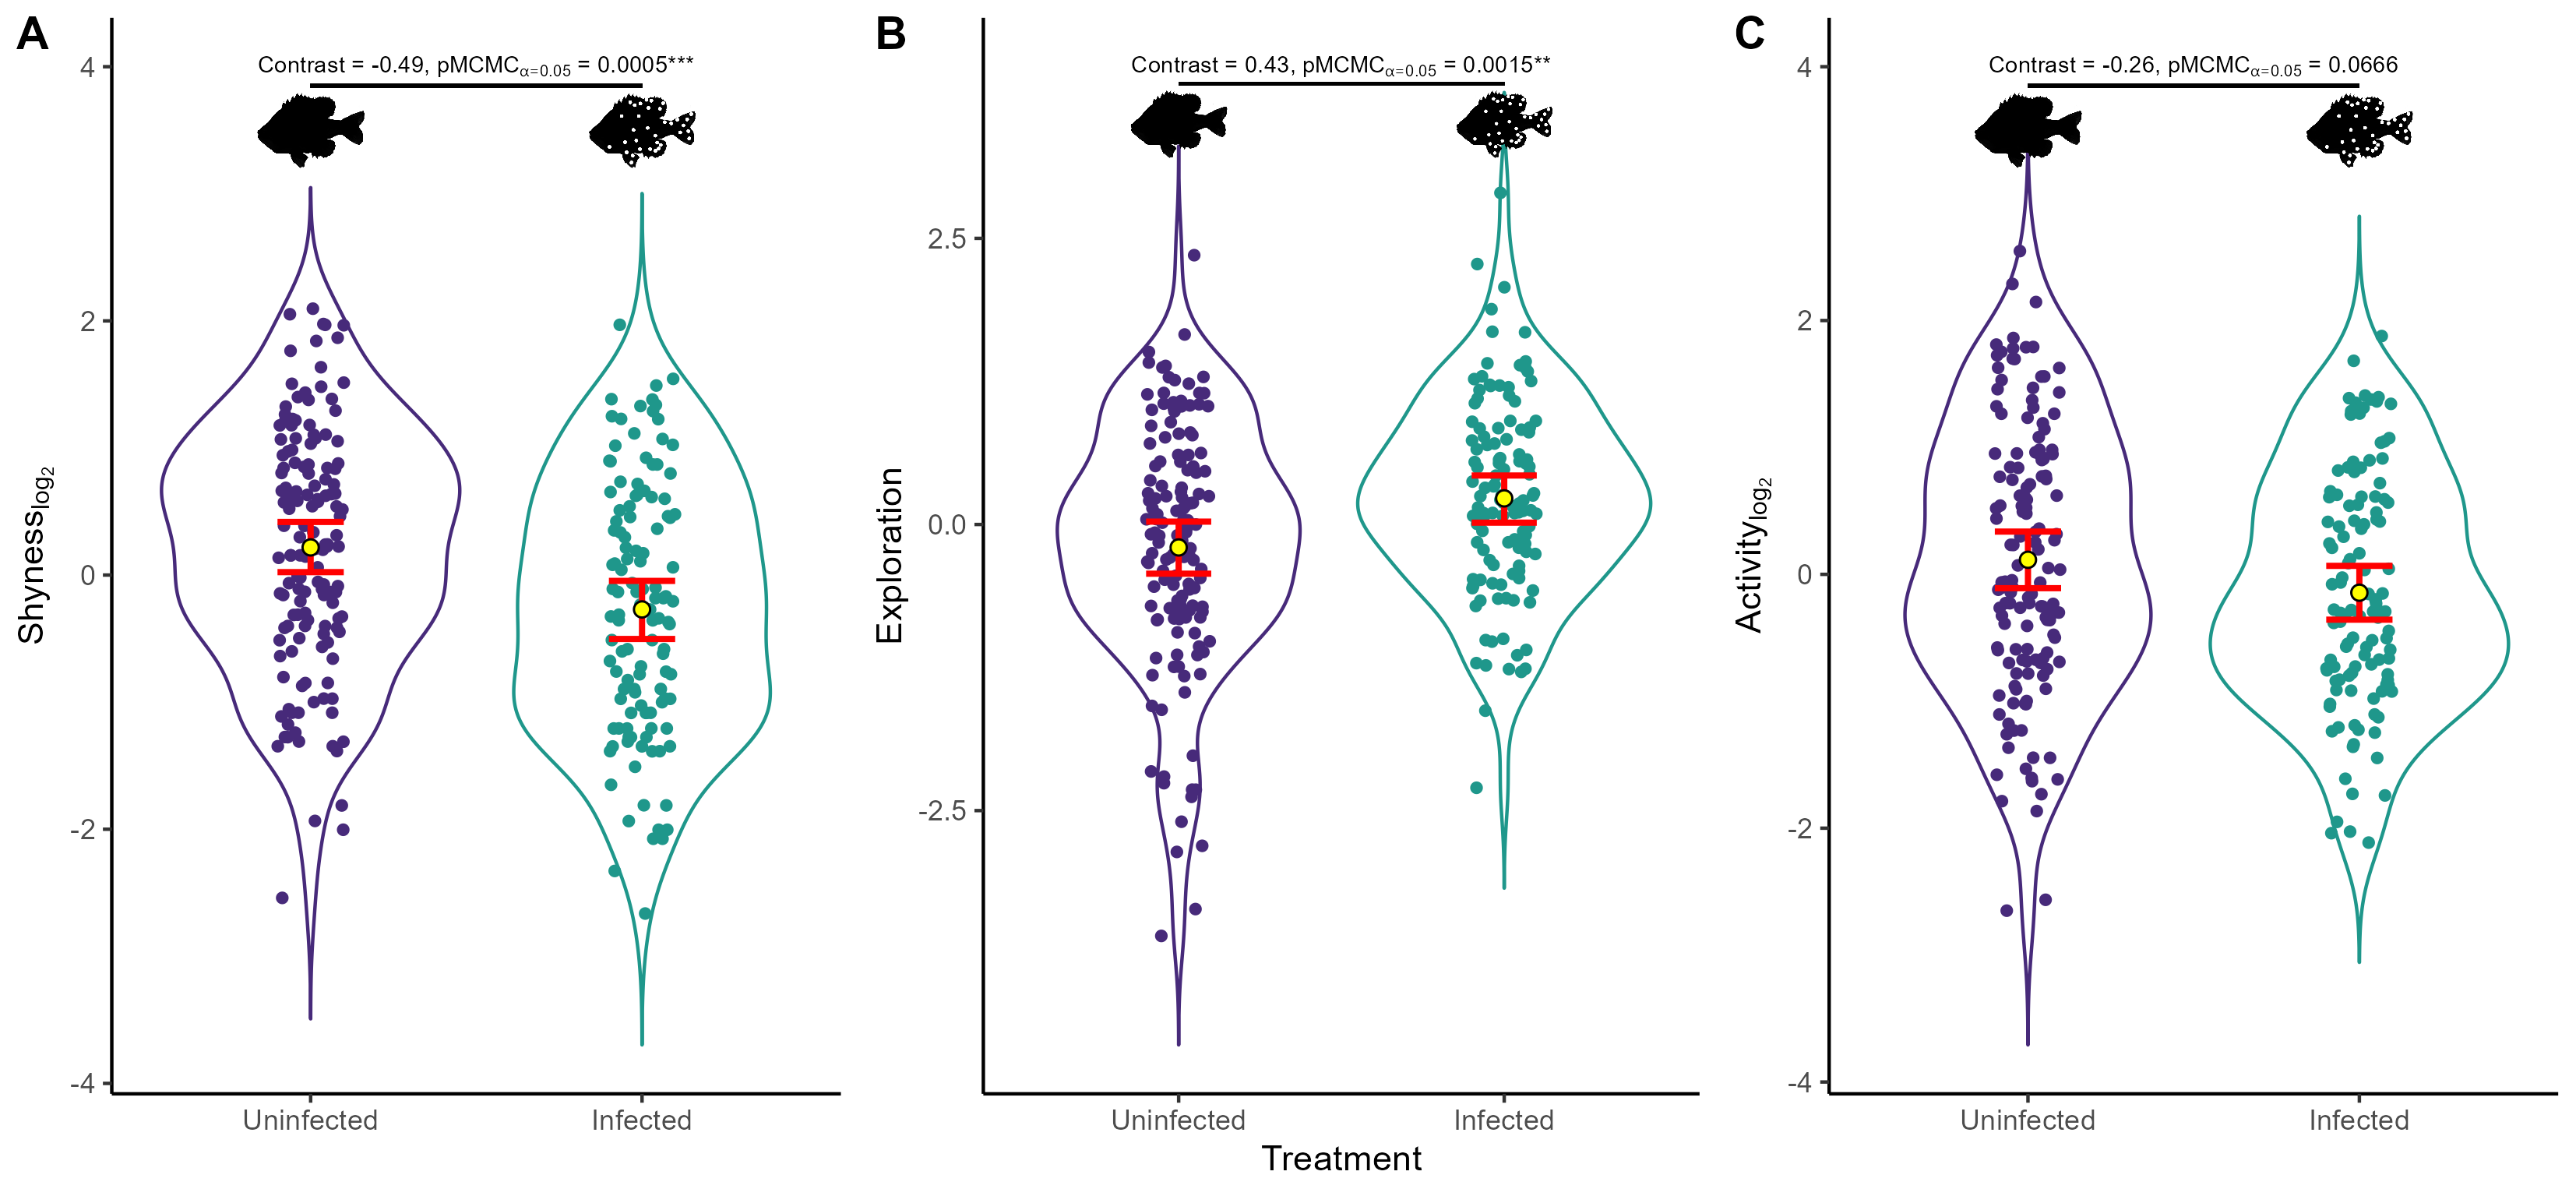 A
Contrast = -0.49, pMCMCα=0.05 = 0.0005***
4
2
0
-2
-4
Shynesslog2
Uninfected
Infected
B
Contrast = 0.43, pMCMCα=0.05 = 0.0015**
2.5
0.0
-2.5
Exploration
Uninfected
Infected
Treatment
C
Contrast = -0.26, pMCMCα=0.05 = 0.0666
4
2
0
-2
-4
Activitylog2
Uninfected
Infected